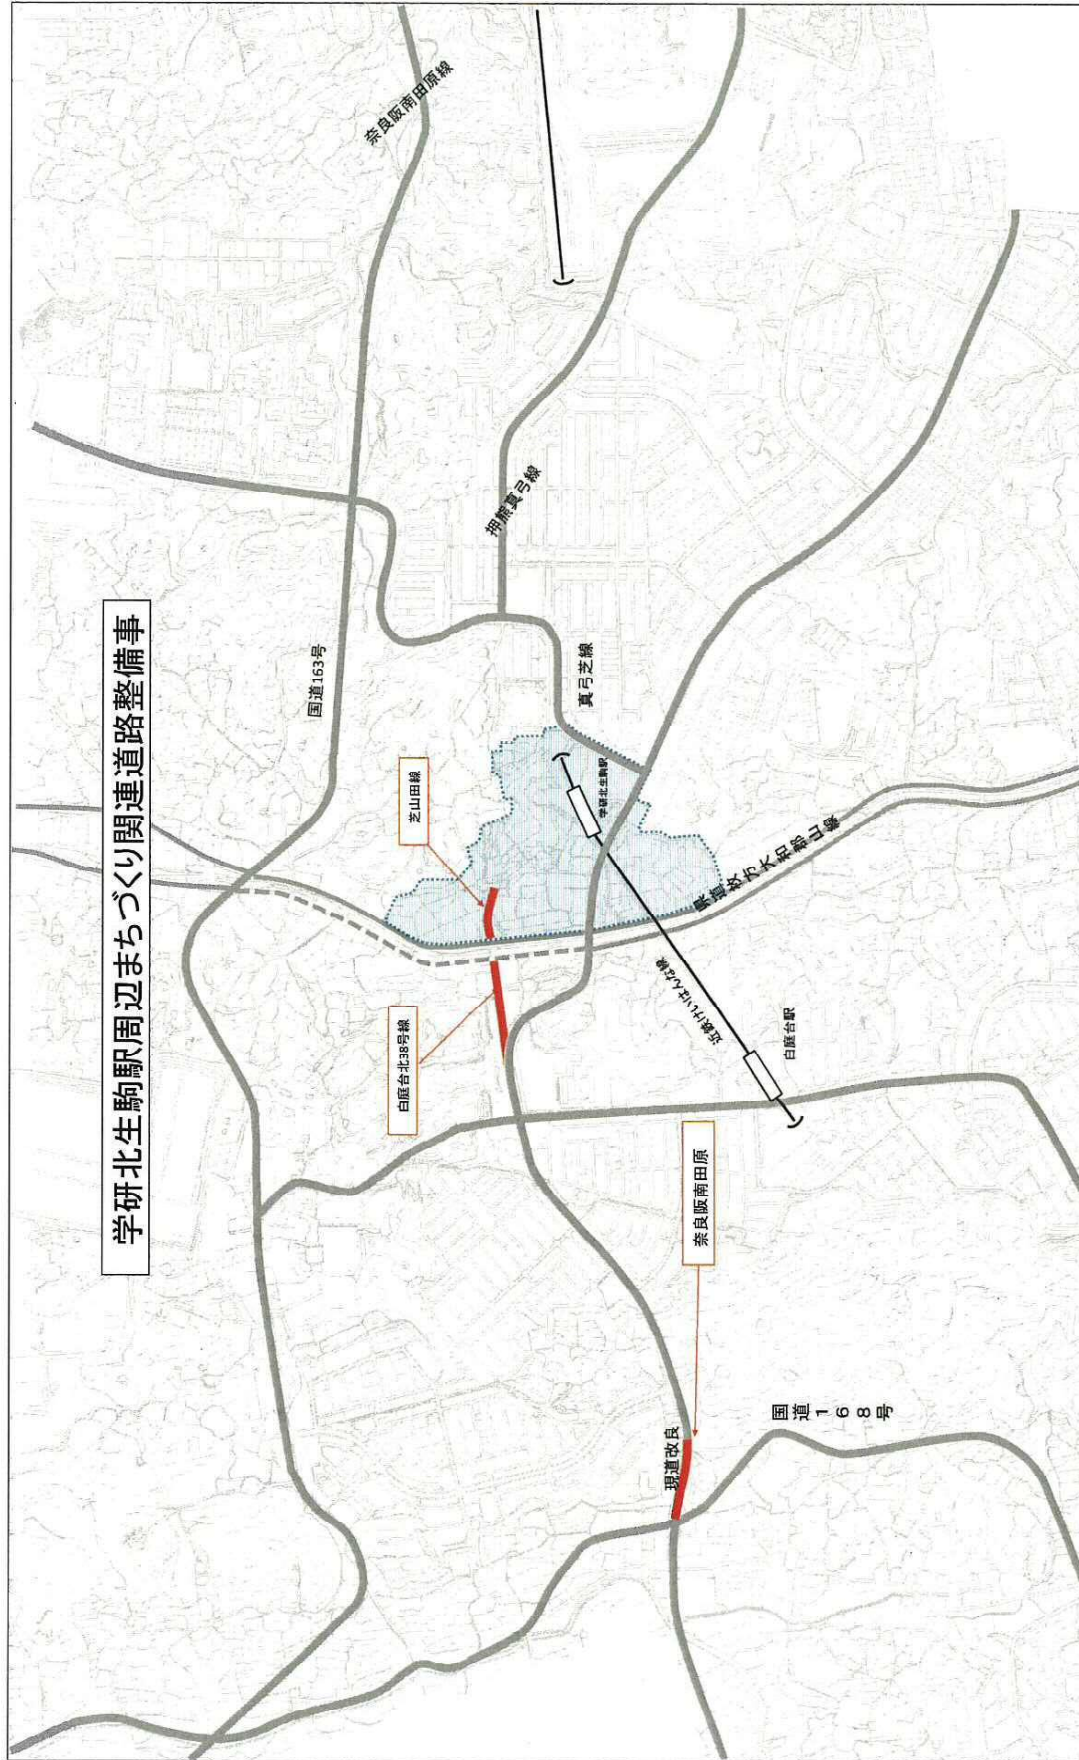 学研北生駒駅周辺まちづくり関連道路整備事
奈良阪南田原線
国道163号
押熊真弓線
真弓芝線
芝山田線
学研北生駒駅
白庭台北38号線
県道枚方大和郡山線
近鉄けいはんな線
白庭台駅
奈良阪南田原
現道改良
国道168号